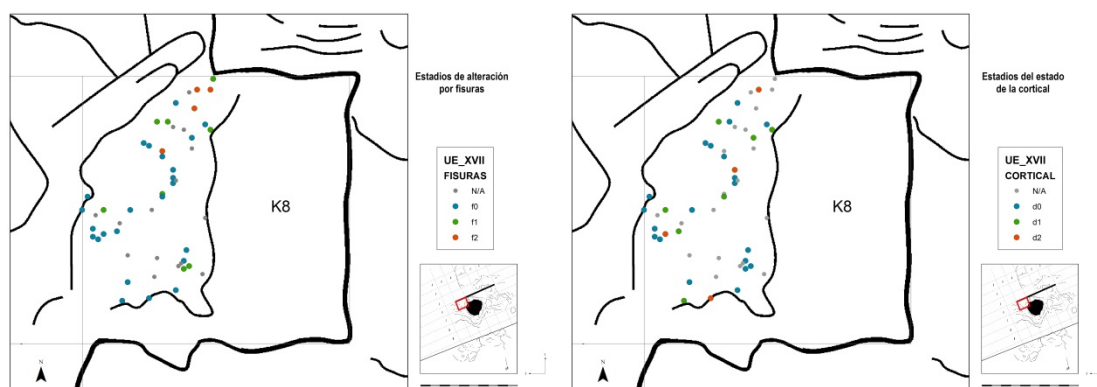 Estadios de alteración
por fisuras
UE_XVII
FISURAS
N/A
f0
f1
f2
K8
N
Estadios del estado
de la cortical
UE_XVII
CORTICAL
N/A
d0
d1
d2
K8
N